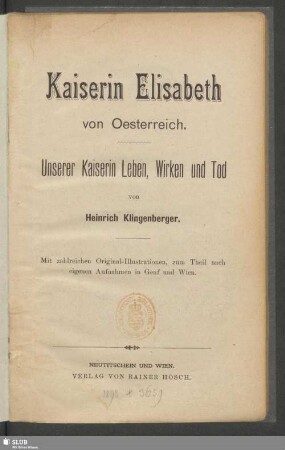 Kaiserin Elisabeth
von Oesterreich.
Unserer Kaiserin Leben, Wirken und Tod
von
Heinrich Klingenberger.
Mit zahlreichen Original-Illustrationen, zum Theil nach
eigenen Aufnahmen in Genf und Wien.
NEUTITSCHEIN UND WIEN.
VERLAG VON RAINER HOSCH.
SLUB